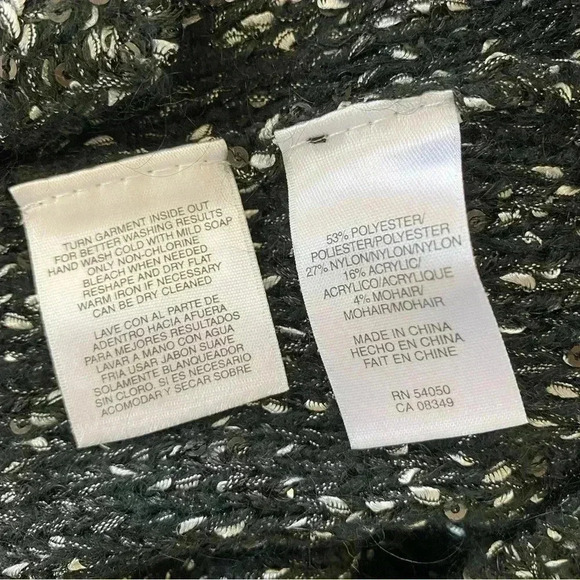 TURN GARMENT INSIDE OUT
FOR BETTER WASHING RESULTS
HAND WASH COLD WITH MILD SOAP
ONLY NON-CHLORINE
BLEACH WHEN NEEDED
RESHAPE AND DRY FLAT
WARM IRON IF NECESSARY
CAN BE DRY CLEANED
LAVE CON AL PARTE DE
ADENTRO HACIA AFUERA
PARA MEJORES RESULTADOS
LAVAR A MANO CON AGUA
FRIA USAR JABON SUAVE
SOLAMENTE BLANQUEADOR
SIN CLORO, SI ES NECESARIO
ACOMODAR Y SECAR SOBRE
53% POLYESTER/
POLIESTER/POLYESTER
27% NYLON/NYLON/NYLON
16% ACRYLIC/
ACRILICO/ACRYLIQUE
4% MOHAIR/
MOHAIR/MOHAIR
MADE IN CHINA
HECHO EN CHINA
FAIT EN CHINE
RN 54050
CA 08349